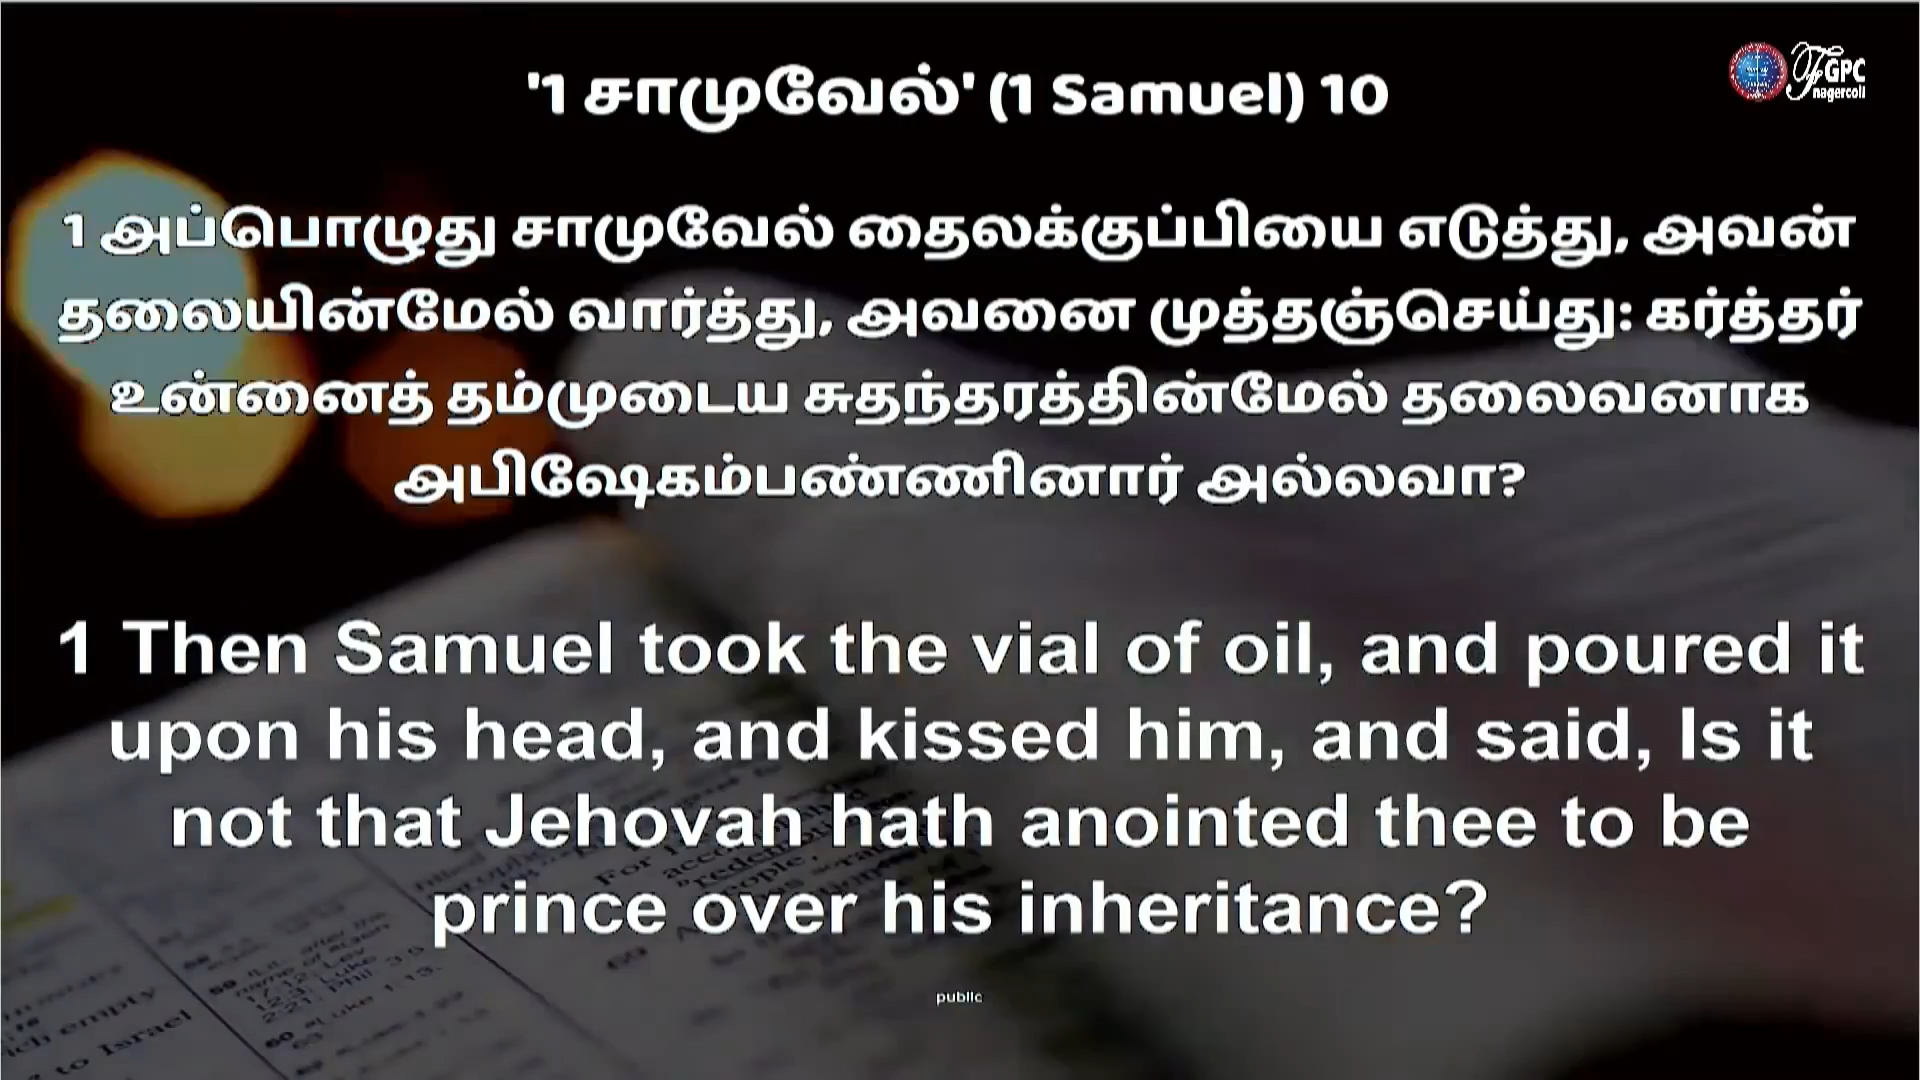 '1 சாமுவேல்' (1 Samuel) 10
GPC
nagercoil
1 அப்பொழுது சாமுவேல் தைலக்குப்பியை எடுத்து, அவன்
தலையின்மேல் வார்த்து, அவனை முத்தஞ்செய்து: கர்த்தர்
உன்னைத் தம்முடைய சுதந்தரத்தின்மேல் தலைவனாக
அபிஷேகம்பண்ணினார் அல்லவா?
1 Then Samuel took the vial of oil, and poured it
upon his head, and kissed him, and said, Is it
not that Jehovah hath anointed thee to be
prince over his inheritance?
public
empty
to Israel